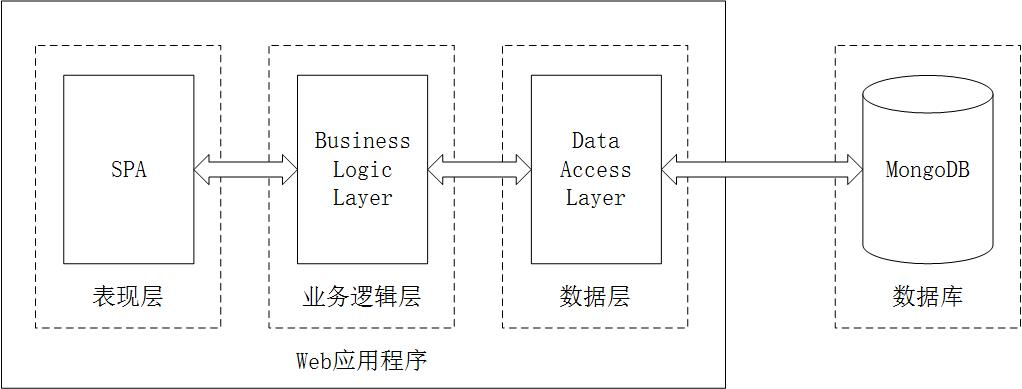 SPA
Business
Logic
Layer
Data
Access
Layer
MongoDB
表现层
业务逻辑层
数据层
数据库
Web应用程序